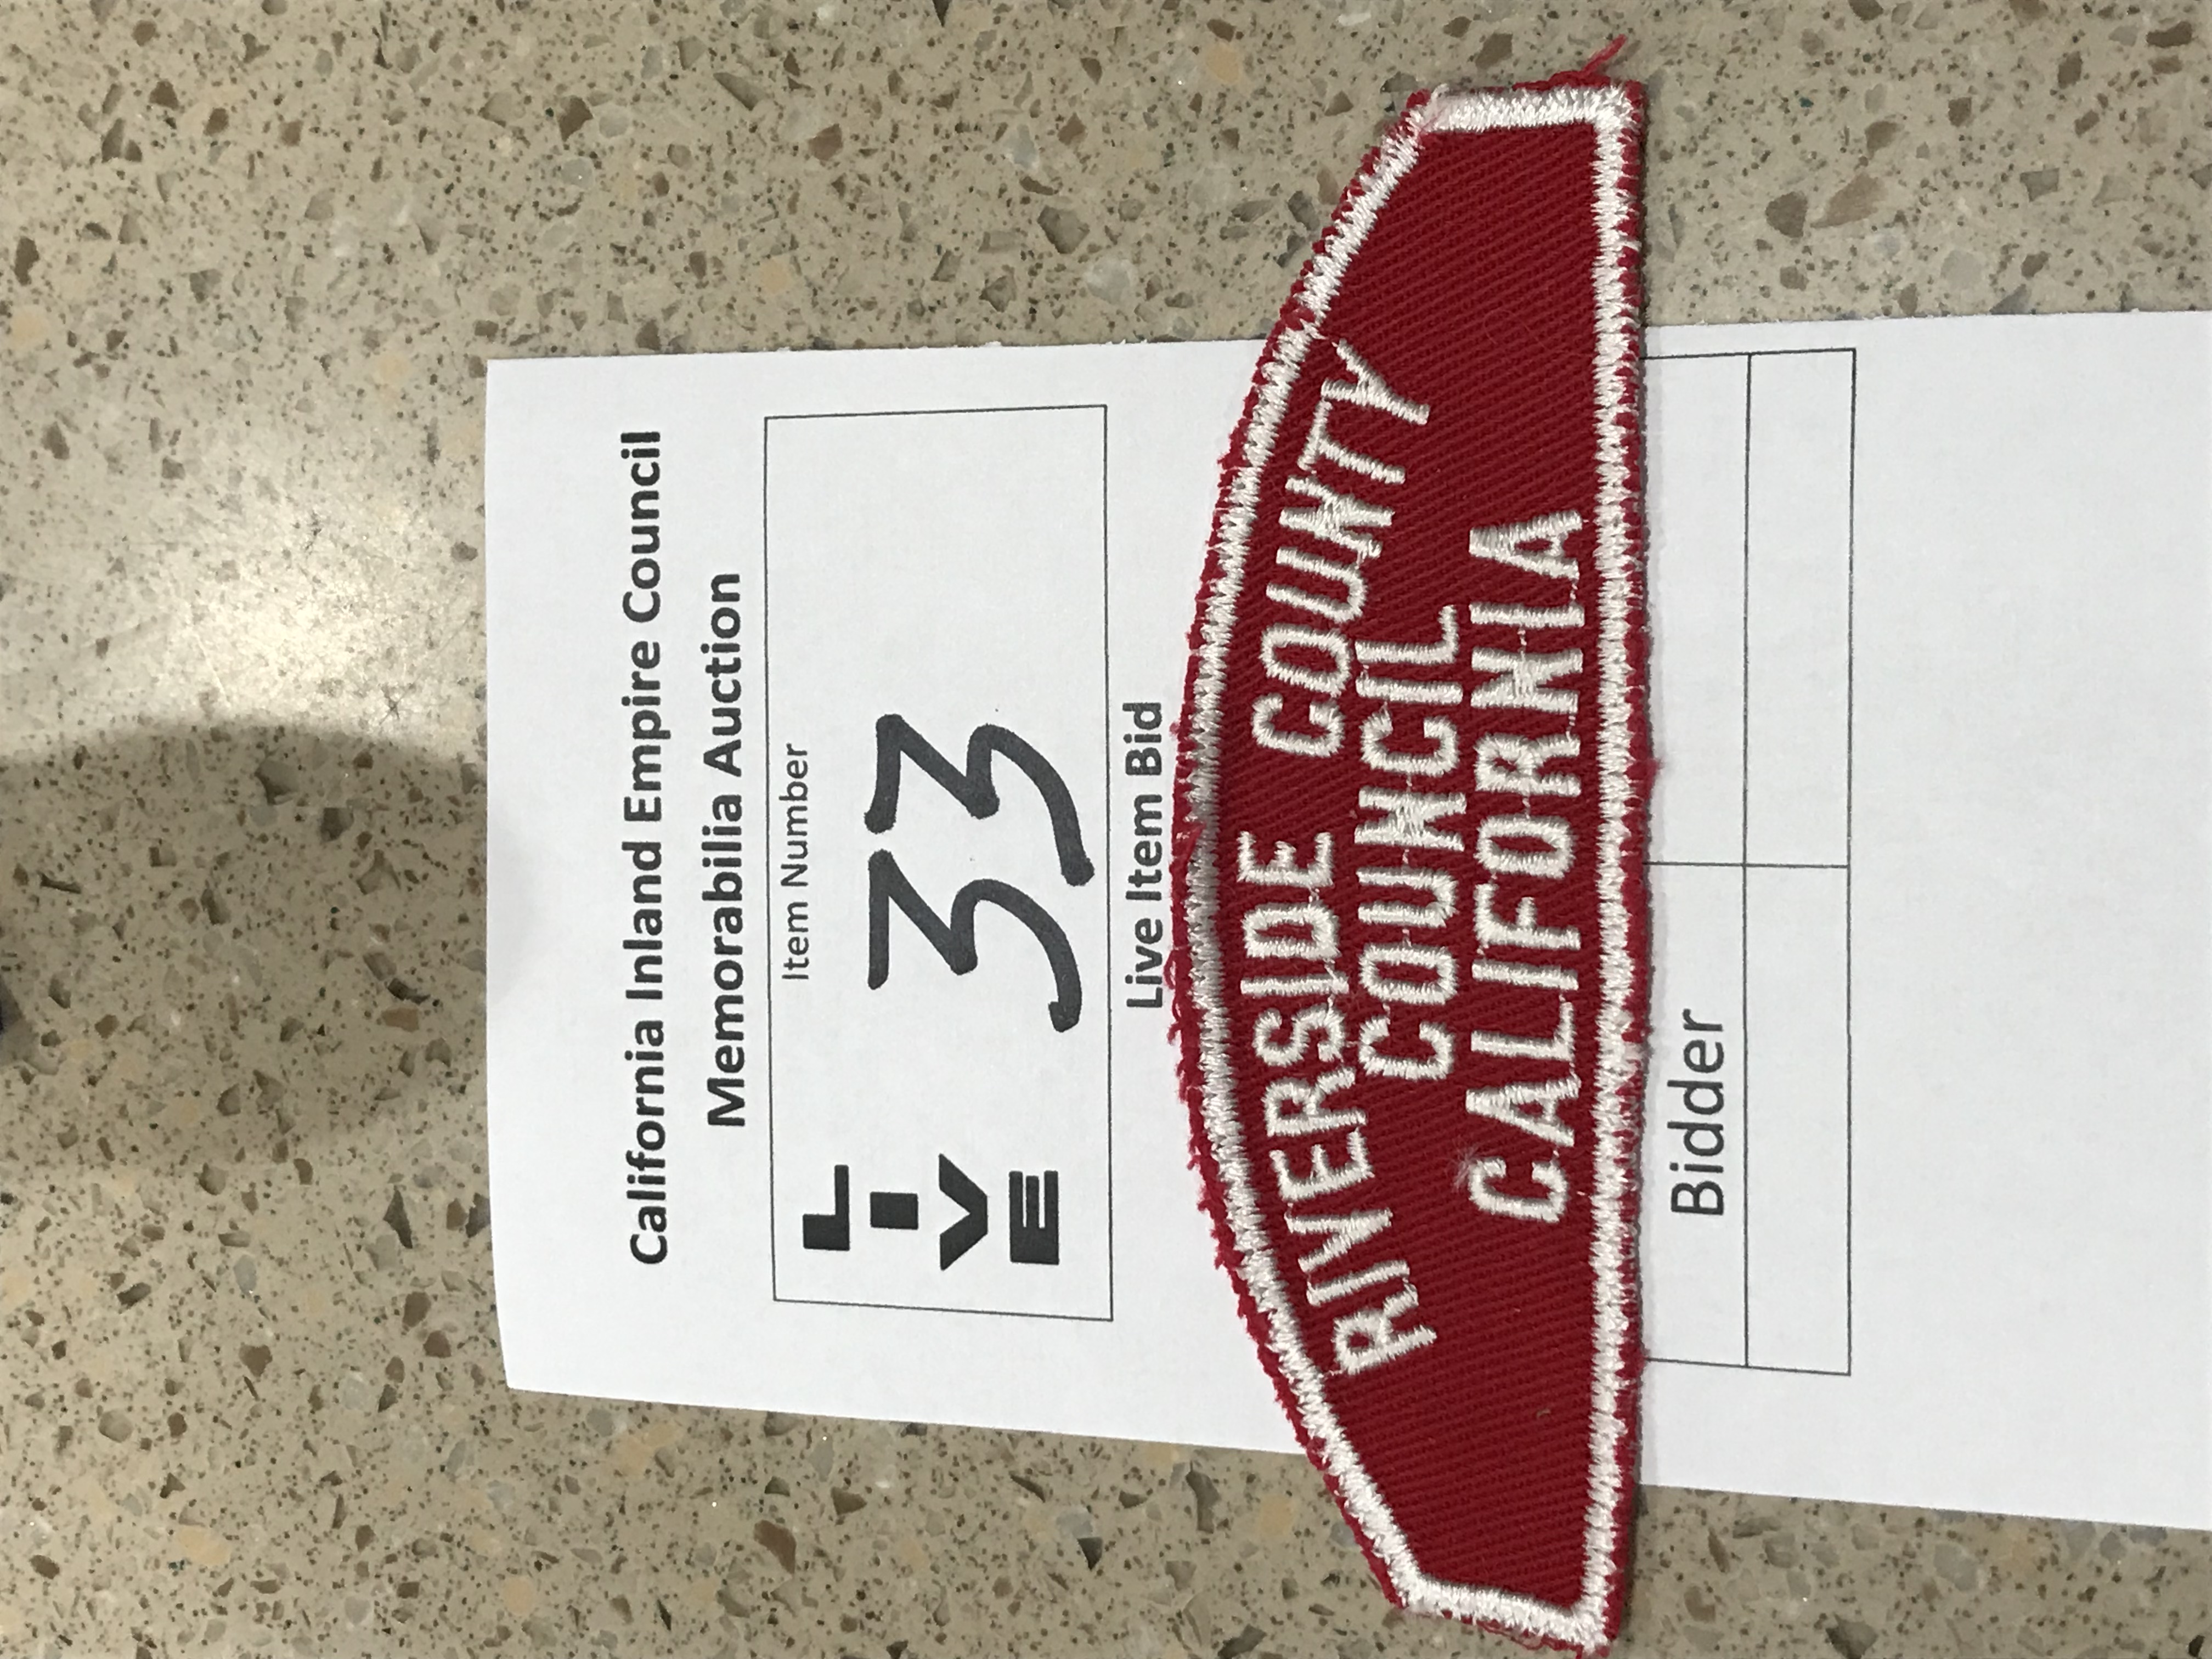 California Inland Empire Council
Memorabilia Auction
Item Number
LIVE
33
Live Item Bid
RIVERSIDE COUNTY
COUNCIL
CALIFORNIA
Bidder